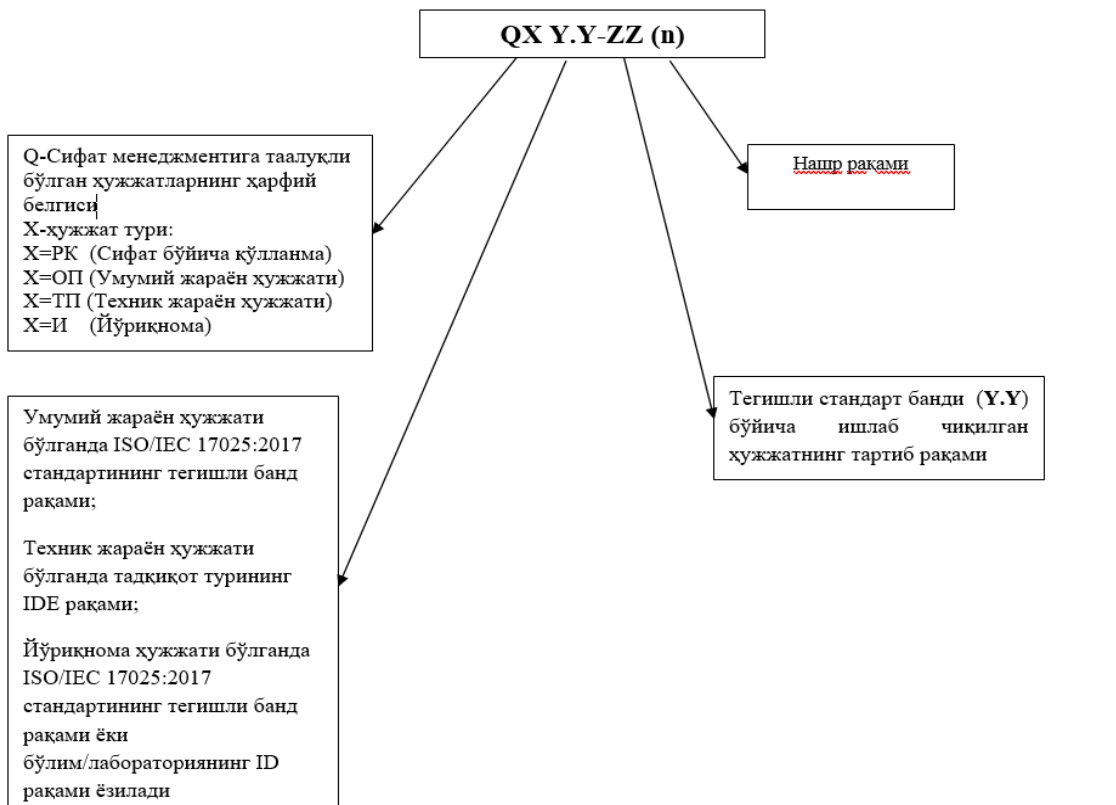 QX Y.Y-ZZ (n)
Q-Сифат менеджментига таалуқли
бўлган ҳужжатларнинг ҳарфий
белгиси
X-ҳужжат тури:
X=РК (Сифат бўйича қўлланма)
X=ОП (Умумий жараён ҳужжати)
X=ТП (Техник жараён ҳужжати)
X=И (Йўриқнома)
Нашр рақами
Умумий жараён ҳужжати
бўлганда ISO/IEC 17025:2017
стандартининг тегишли банд
рақами;
Техник жараён ҳужжати
бўлганда тадқиқот турининг
IDE рақами;
Йўриқнома ҳужжати бўлганда
ISO/IEC 17025:2017
стандартининг тегишли банд
рақами ёки
бўлим/лабораториянинг ID
рақами ёзилади
Тегишли стандарт банди (Y.Y)
бўйича ишлаб чиқилган
ҳужжатнинг тартиб рақами